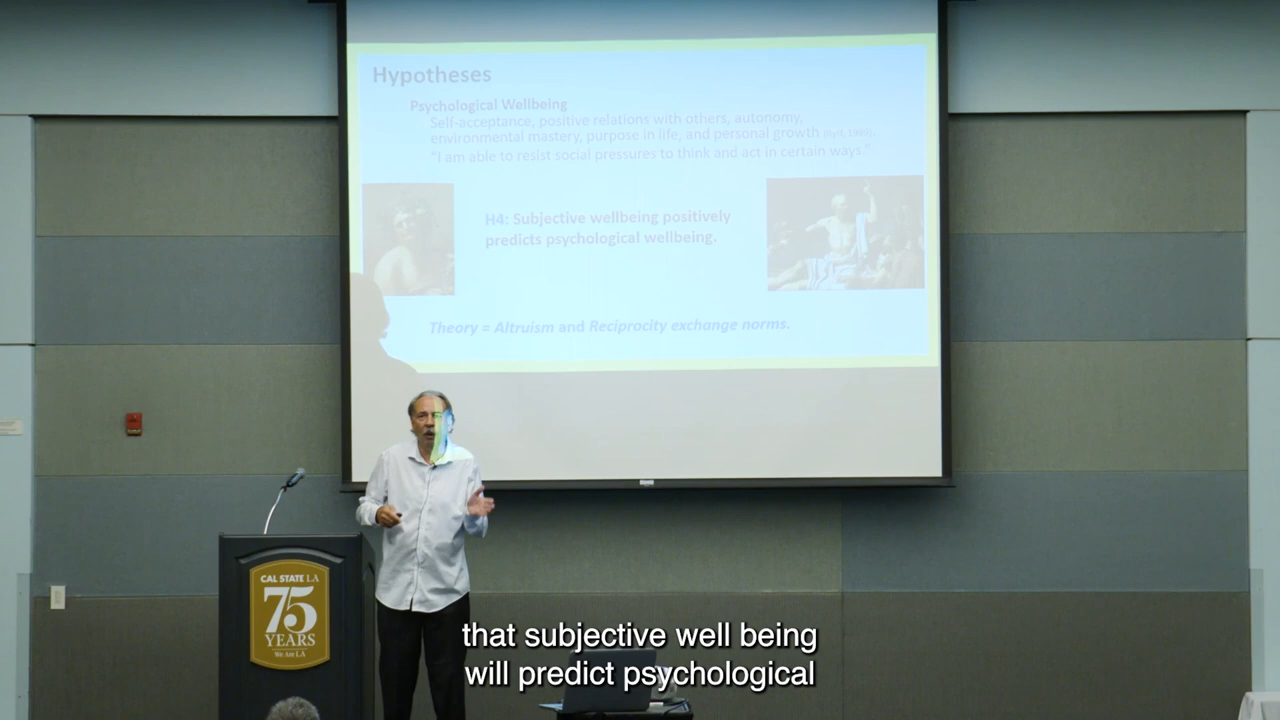 Hypotheses
Psychological Wellbeing
Self-acceptance, positive relations with others, autonomy,
environmental mastery, purpose in life, and personal growth (Ryff, 1989).
"I am able to resist social pressures to think and act in certain ways."
H4: Subjective wellbeing positively
predicts psychological wellbeing.
Theory = Altruism and Reciprocity exchange norms.
CAL STATE LA
75
YEARS
We Are LA
that subjective well being
will predict psychological